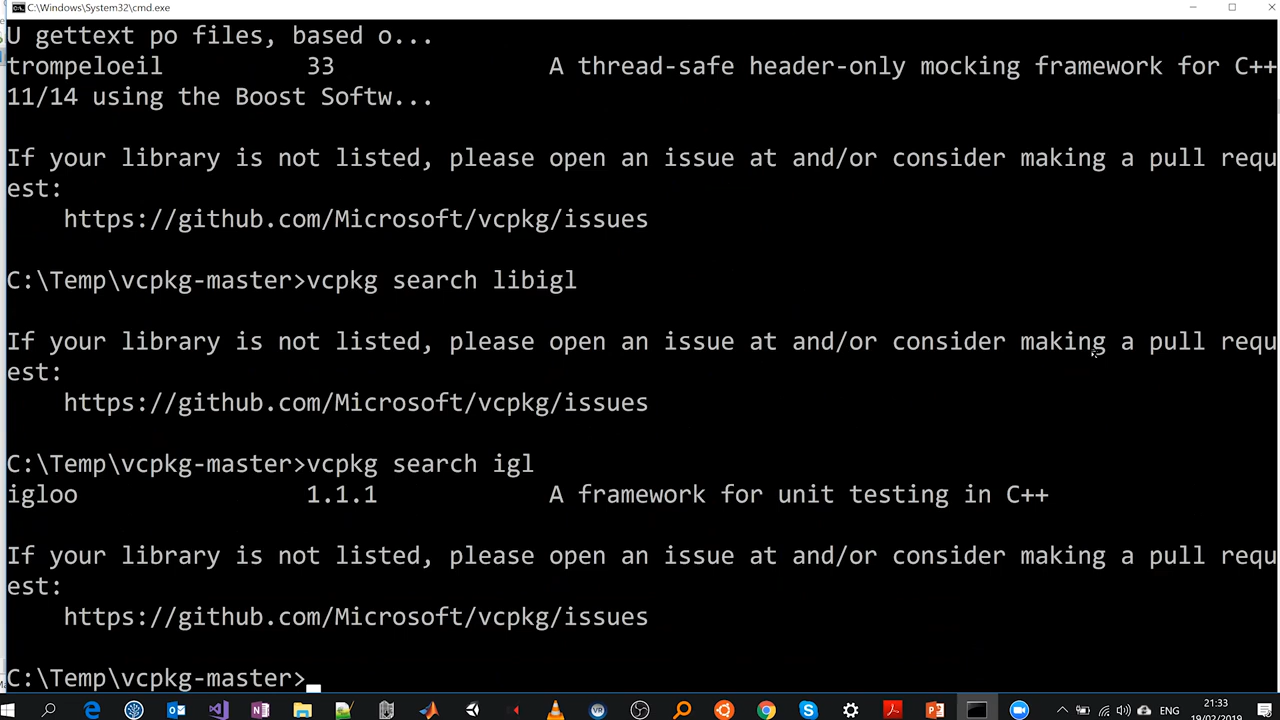 C:\Windows\System32\cmd.exe
U gettext po files, based o...
trompeloeil 33 A thread-safe header-only mocking framework for C++
11/14 using the Boost Softw...
If your library is not listed, please open an issue at and/or consider making a pull requ
est:
https://github.com/Microsoft/vcpkg/issues
C:\Temp\vcpkg-master>vcpkg search libigl
If your library is not listed, please open an issue at and/or consider making a pull requ
est:
https://github.com/Microsoft/vcpkg/issues
C:\Temp\vcpkg-master>vcpkg search igl
igloo 1.1.1 A framework for unit testing in C++
If your library is not listed, please open an issue at and/or consider making a pull requ
est:
https://github.com/Microsoft/vcpkg/issues
C:\Temp\vcpkg-master>
ENG
21:33
19/02/2019